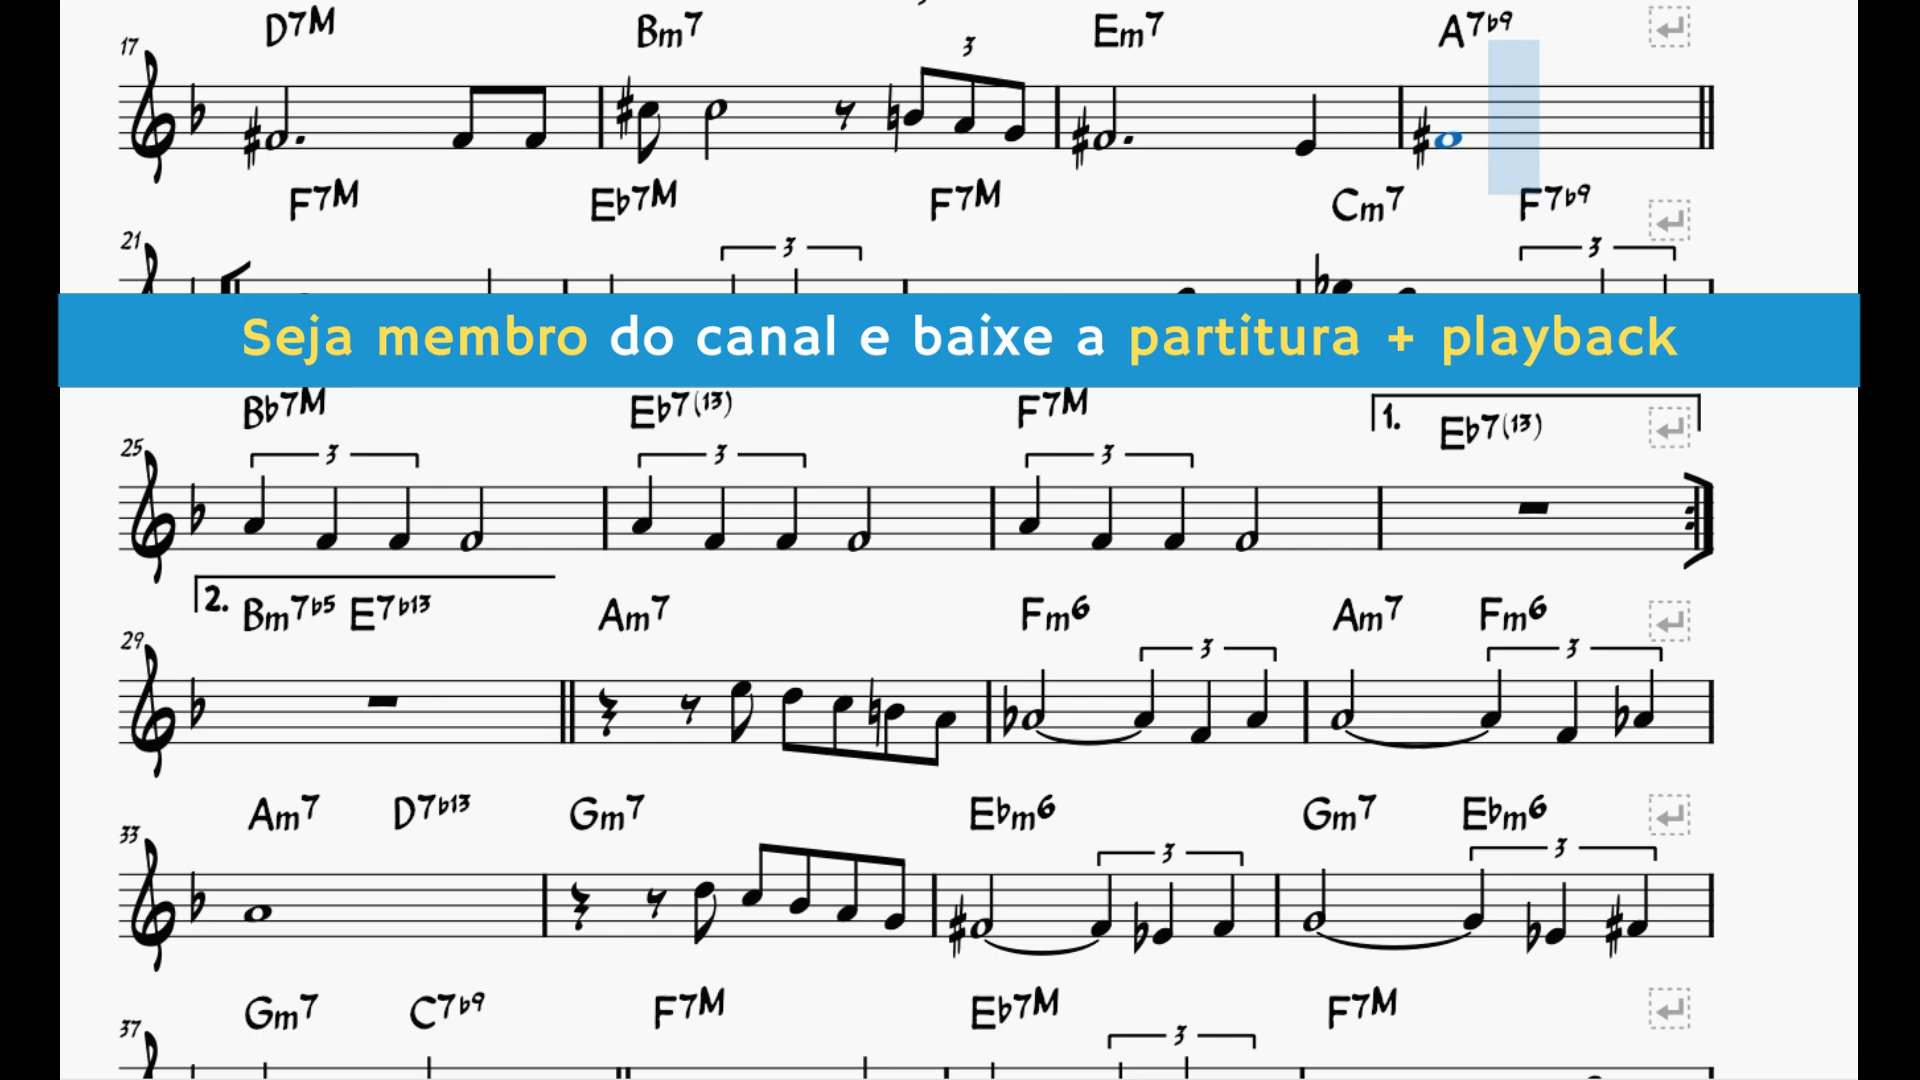 D7M Bm7 Em7 A7b9
17 3
F7M Eb7M F7M Cm7 F7b9
21 3 3
Seja membro do canal e baixe a partitura + playback
Bb7M Eb7(13) F7M 1. Eb7(13)
25 3 3 3
2. Bm7b5 E7b13 Am7 Fm6 Am7 Fm6
29 3 3
Am7 D7b13 Gm7 Ebm6 Gm7 Ebm6
33 3 3
Gm7 C7b9 F7M Eb7M F7M
37 3